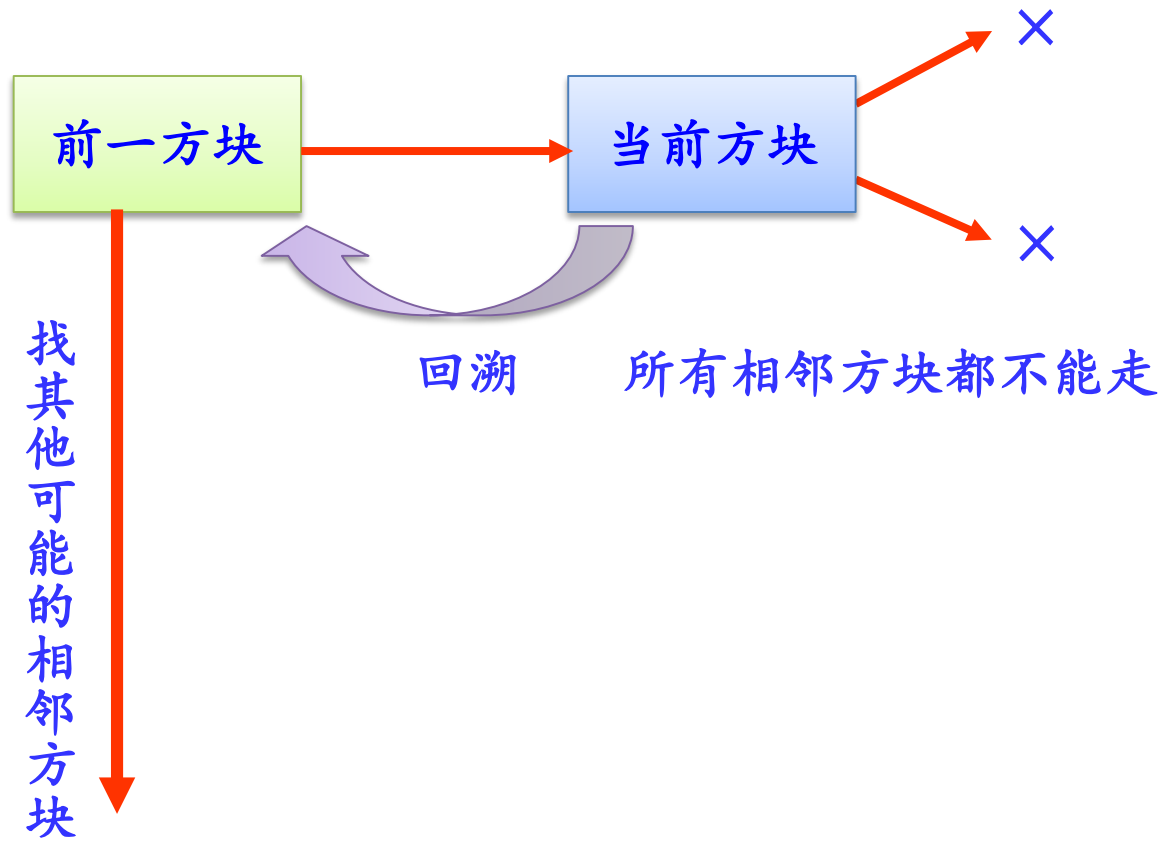 前一方块
当前方块
×
×
回溯
所有相邻方块都不能走
找其他可能的相邻方块